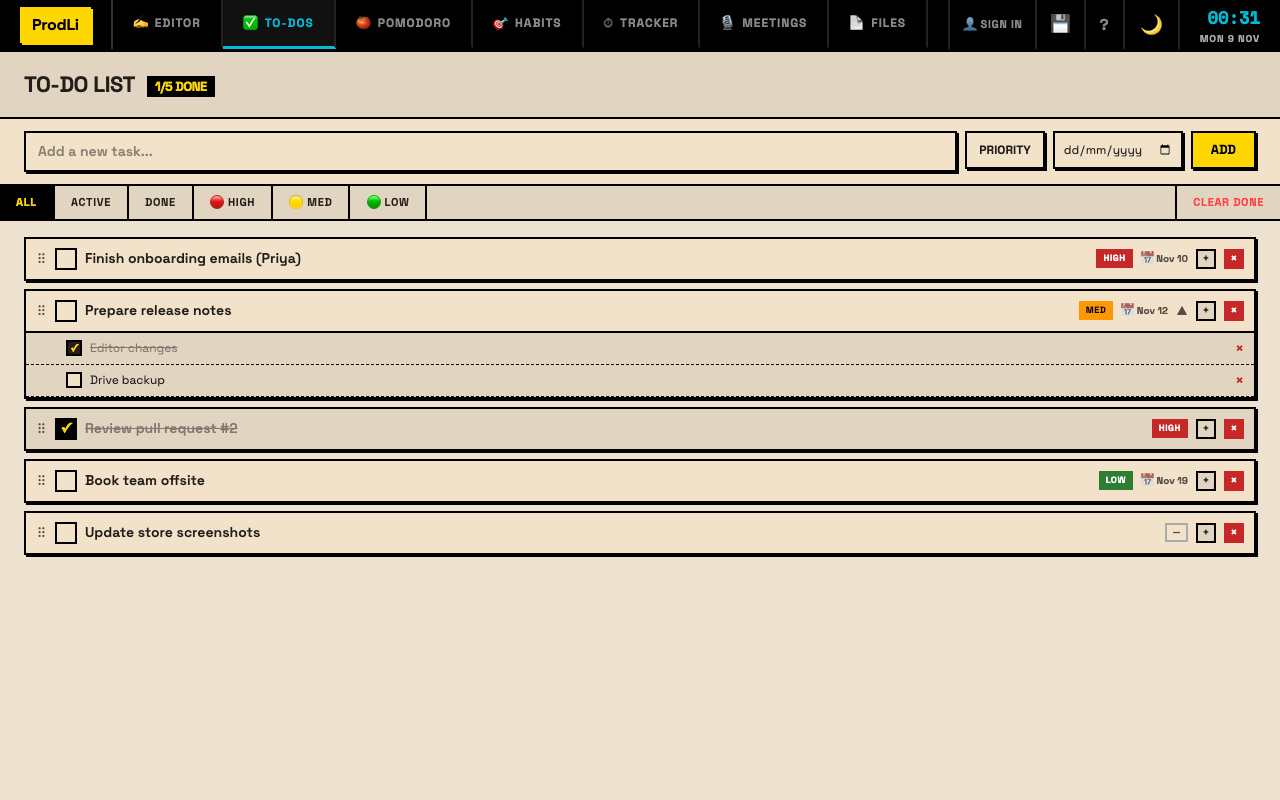 ProdLi
EDITOR
TO-DOS
POMODORO
HABITS
TRACKER
MEETINGS
FILES
SIGN IN
?
00:31
MON 9 NOV
TO-DO LIST 1/5 DONE
Add a new task...
PRIORITY
dd/mm/yyyy
ADD
ALL
ACTIVE
DONE
HIGH
MED
LOW
CLEAR DONE
Finish onboarding emails (Priya) HIGH Nov 10 +
Prepare release notes MED Nov 12 ▲ +
Editor changes
Drive backup
Review pull request #2 HIGH +
Book team offsite LOW Nov 19 +
Update store screenshots — +